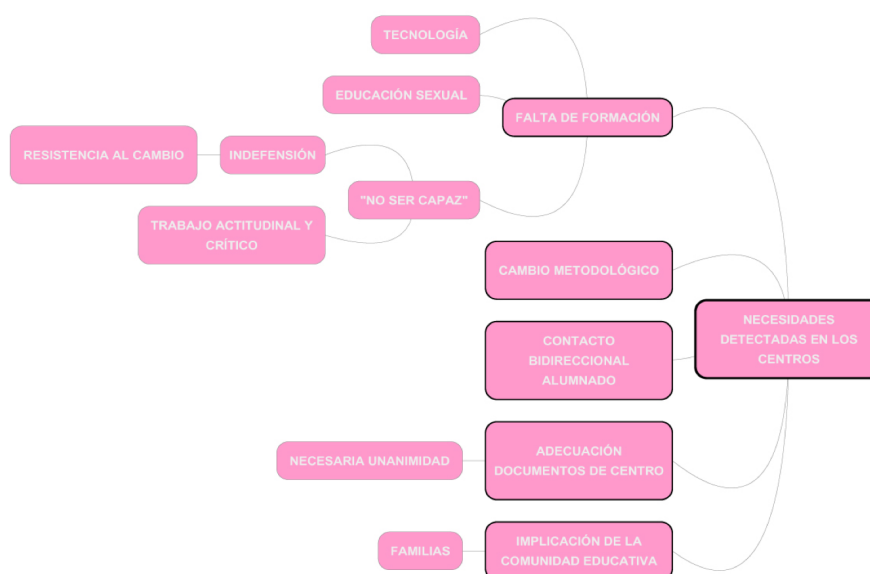 TECNOLOGÍA
EDUCACIÓN SEXUAL
FALTA DE FORMACIÓN
RESISTENCIA AL CAMBIO
INDEFENSIÓN
"NO SER CAPAZ"
TRABAJO ACTITUDINAL Y
CRÍTICO
CAMBIO METODOLÓGICO
NECESIDADES
DETECTADAS EN LOS
CENTROS
CONTACTO
BIDIRECCIONAL
ALUMNADO
NECESARIA UNANIMIDAD
ADECUACIÓN
DOCUMENTOS DE CENTRO
FAMILIAS
IMPLICACIÓN DE LA
COMUNIDAD EDUCATIVA